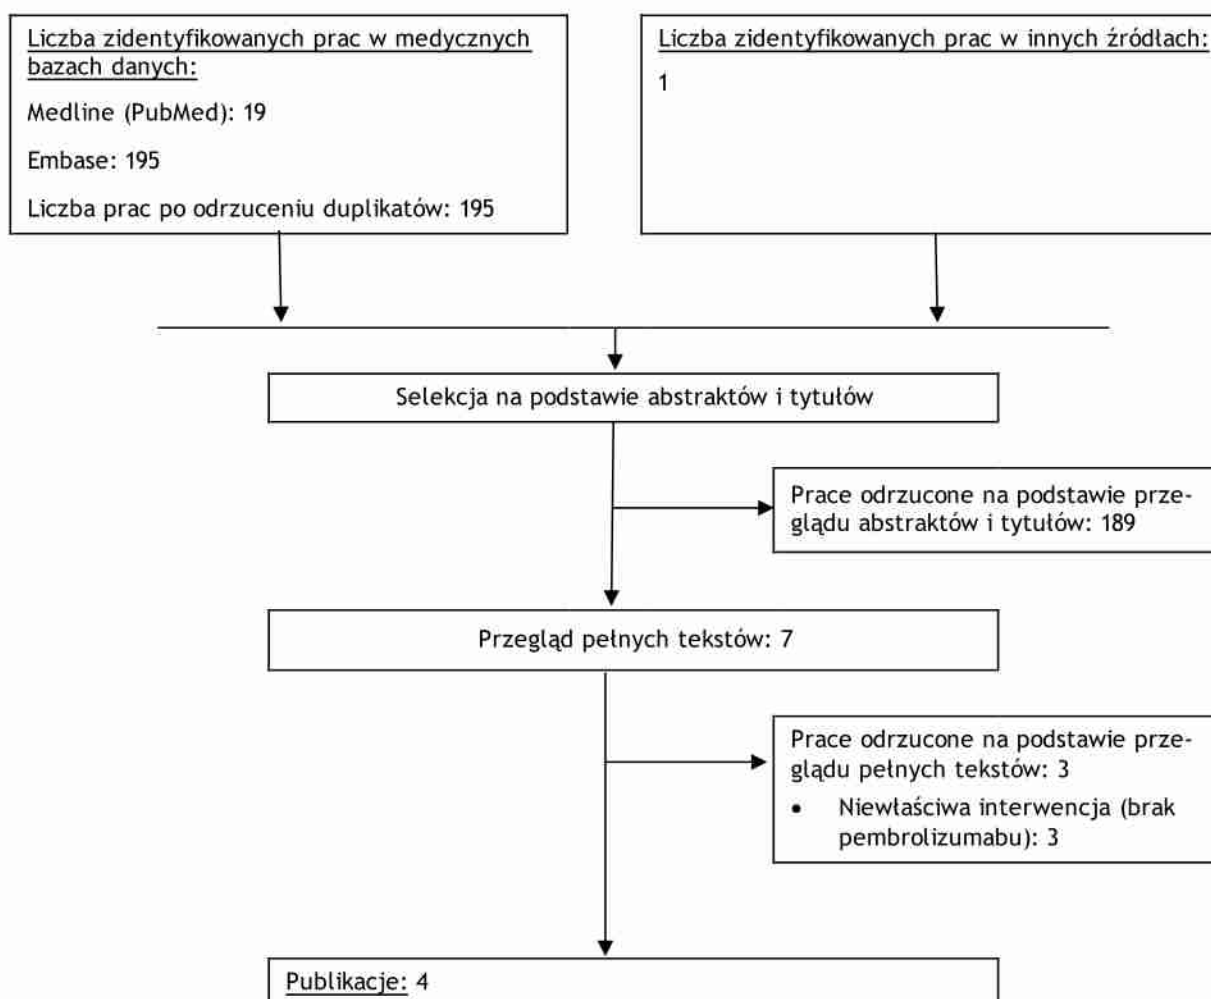 Liczba zidentyfikowanych prac w medycznych
bazach danych:
Medline (PubMed): 19
Embase: 195
Liczba prac po odrzuceniu duplikatów: 195
Liczba zidentyfikowanych prac w innych źródłach:
1
Selekcja na podstawie abstraktów i tytułów
Prace odrzucone na podstawie prze-
glądu abstraktów i tytułów: 189
Przegląd pełnych tekstów: 7
Prace odrzucone na podstawie prze-
glądu pełnych tekstów: 3
• Niewłaściwa interwencja (brak
pembrolizumabu): 3
Publikacje: 4